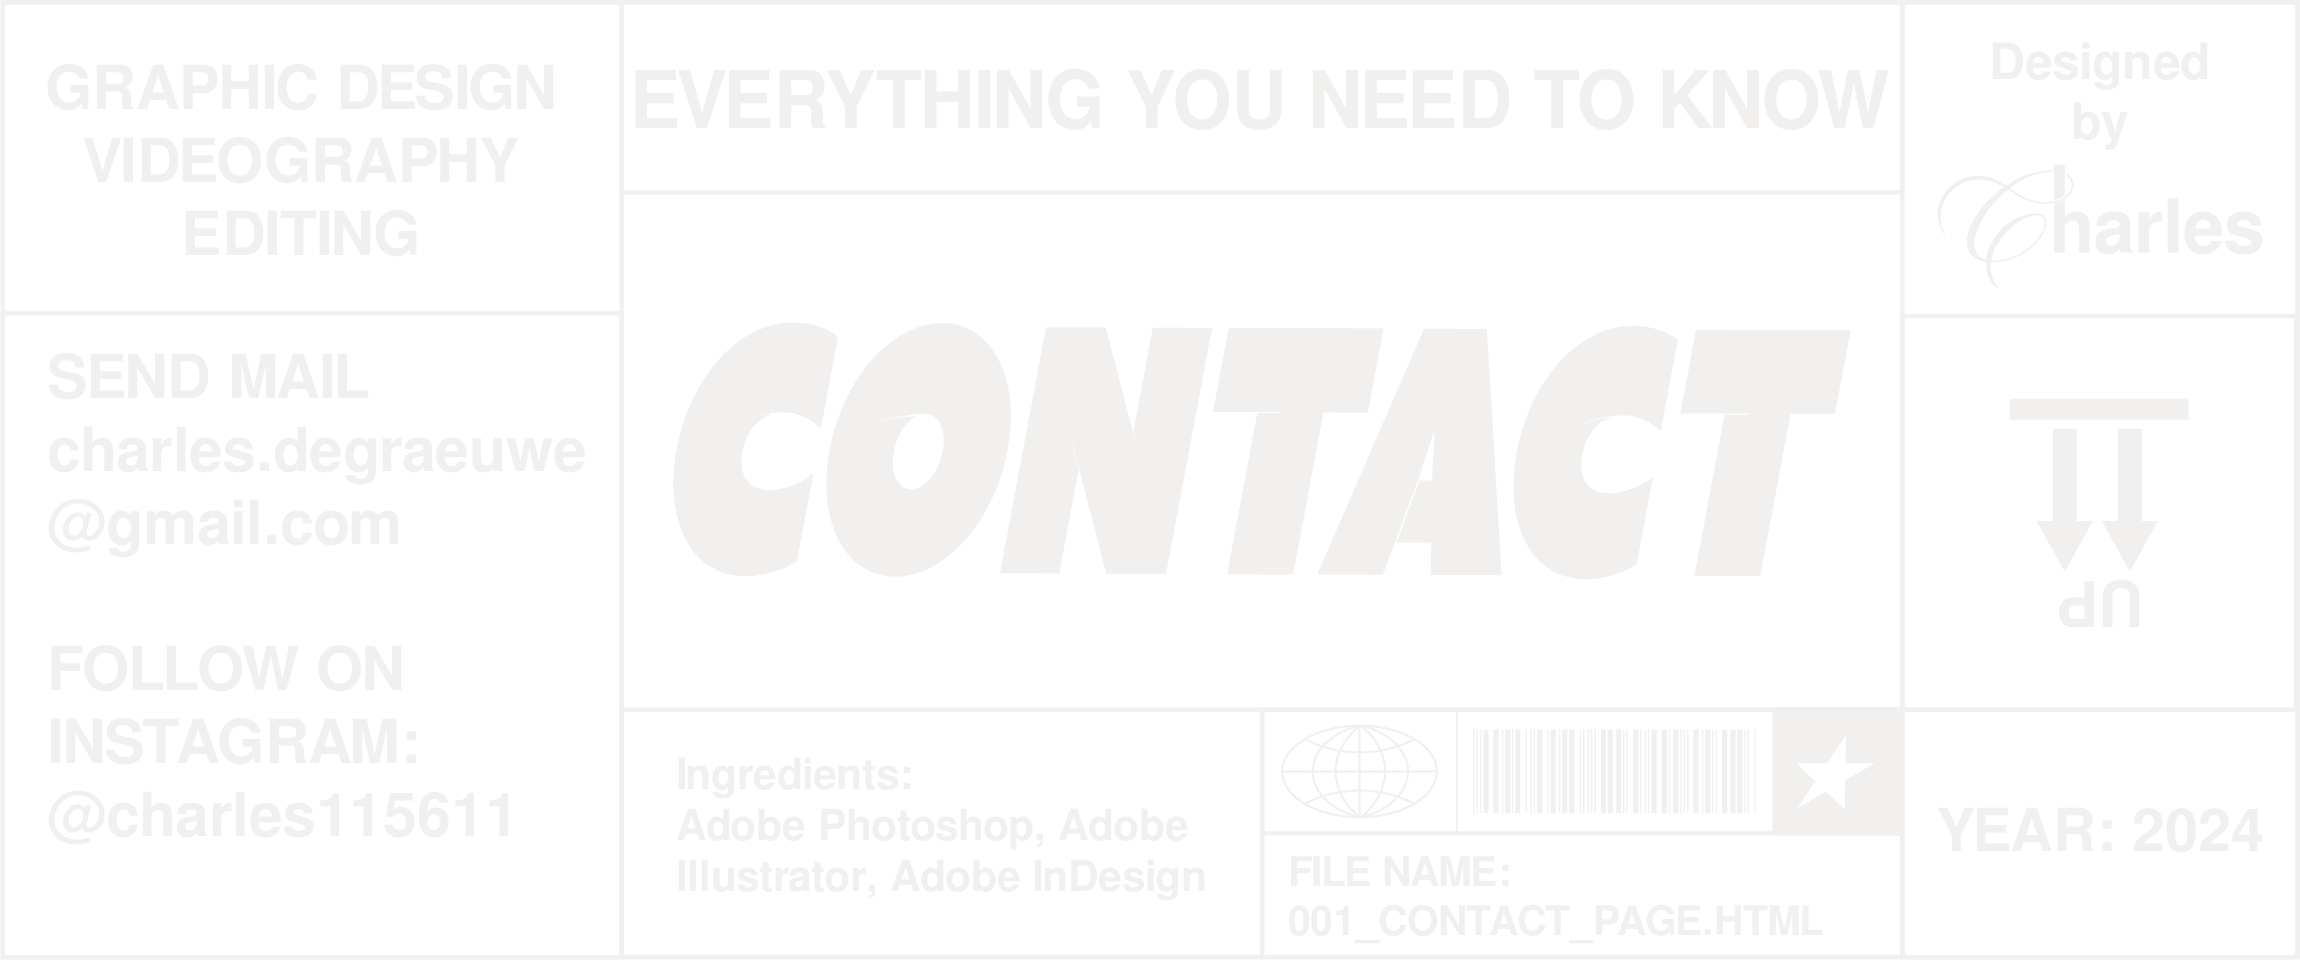 GRAPHIC DESIGN
VIDEOGRAPHY
EDITING
SEND MAIL
charles.degraeuwe
@gmail.com
FOLLOW ON
INSTAGRAM:
@charles115611
EVERYTHING YOU NEED TO KNOW
CONTACT
Ingredients:
Adobe Photoshop, Adobe
Illustrator, Adobe InDesign
FILE NAME:
001_CONTACT_PAGE.HTML
Designed
by
Charles
UP
YEAR: 2024